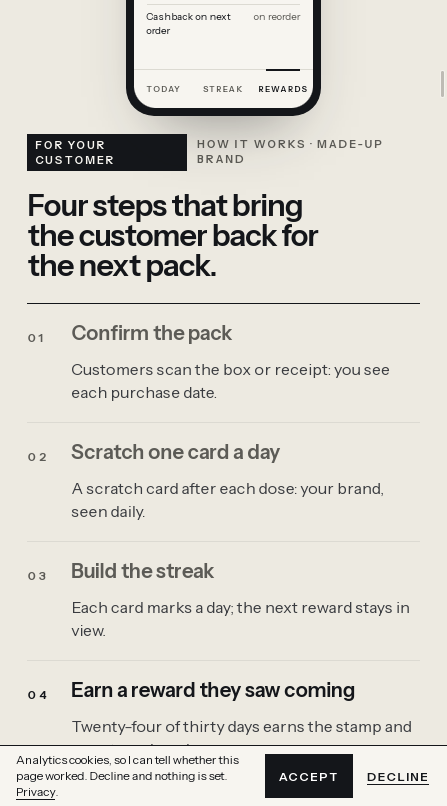 Cashback on next
order
on reorder
TODAY STREAK REWARDS
FOR YOUR
CUSTOMER
HOW IT WORKS · MADE-UP
BRAND
Four steps that bring
the customer back for
the next pack.
01 Confirm the pack
Customers scan the box or receipt: you see
each purchase date.
02 Scratch one card a day
A scratch card after each dose: your brand,
seen daily.
03 Build the streak
Each card marks a day; the next reward stays in
view.
04 Earn a reward they saw coming
Twenty-four of thirty days earns the stamp and
Analytics cookies, so I can tell whether this
page worked. Decline and nothing is set.
Privacy.
ACCEPT DECLINE